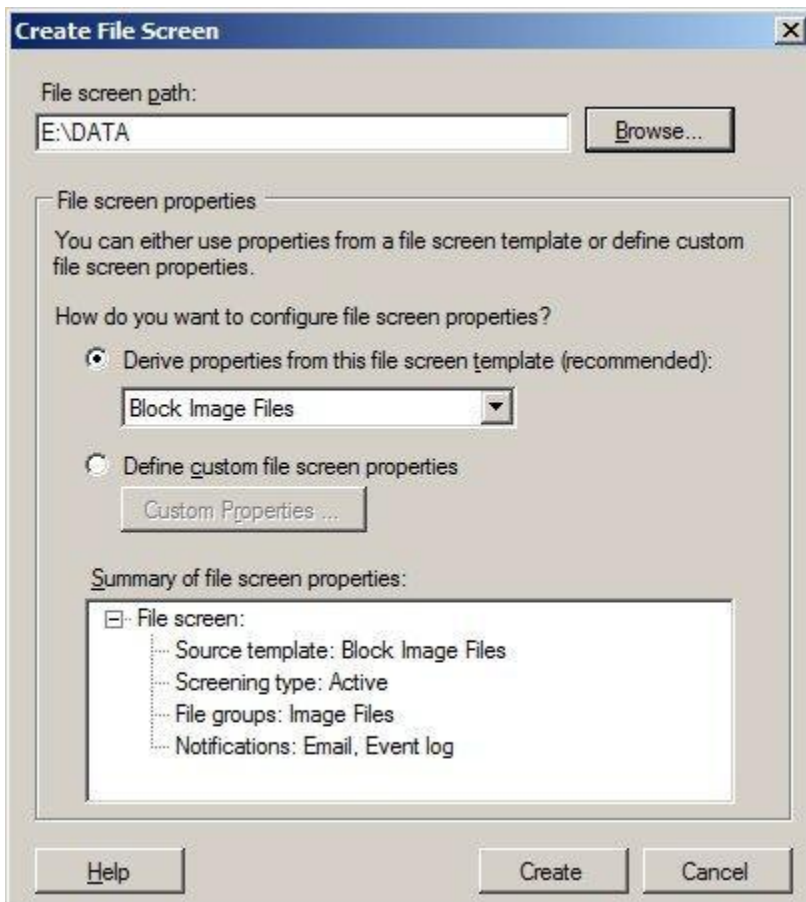 Create File Screen
File screen path:
E:\DATA
Browse...
File screen properties
You can either use properties from a file screen template or define custom
file screen properties.
How do you want to configure file screen properties?
Derive properties from this file screen template (recommended):
Block Image Files
Define custom file screen properties
Custom Properties ...
Summary of file screen properties:
File screen:
Source template: Block Image Files
Screening type: Active
File groups: Image Files
Notifications: Email, Event log
Help Create Cancel